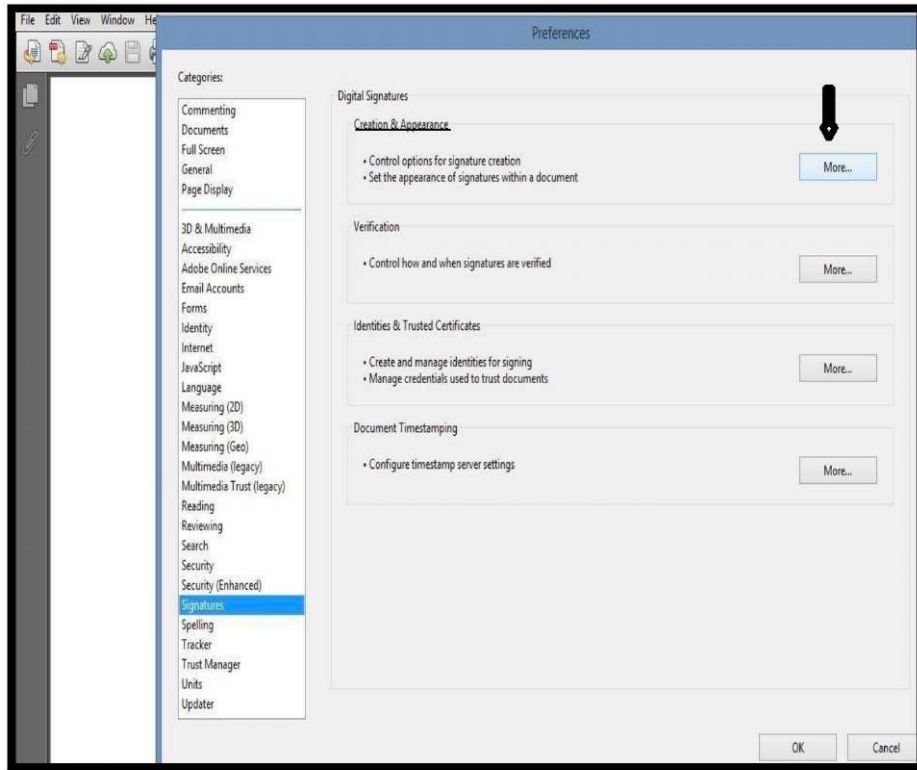 File Edit View Window He
Preferences
Categories:
Commenting
Documents
Full Screen
General
Page Display
3D & Multimedia
Accessibility
Adobe Online Services
Email Accounts
Forms
Identity
Internet
JavaScript
Language
Measuring (2D)
Measuring (3D)
Measuring (Geo)
Multimedia (legacy)
Multimedia Trust (legacy)
Reading
Reviewing
Search
Security
Security (Enhanced)
Signatures
Spelling
Tracker
Trust Manager
Units
Updater
Digital Signatures
Creation & Appearance
• Control options for signature creation
• Set the appearance of signatures within a document
More...
Verification
• Control how and when signatures are verified
More...
Identities & Trusted Certificates
• Create and manage identities for signing
• Manage credentials used to trust documents
More...
Document Timestamping
• Configure timestamp server settings
More...
OK
Cancel